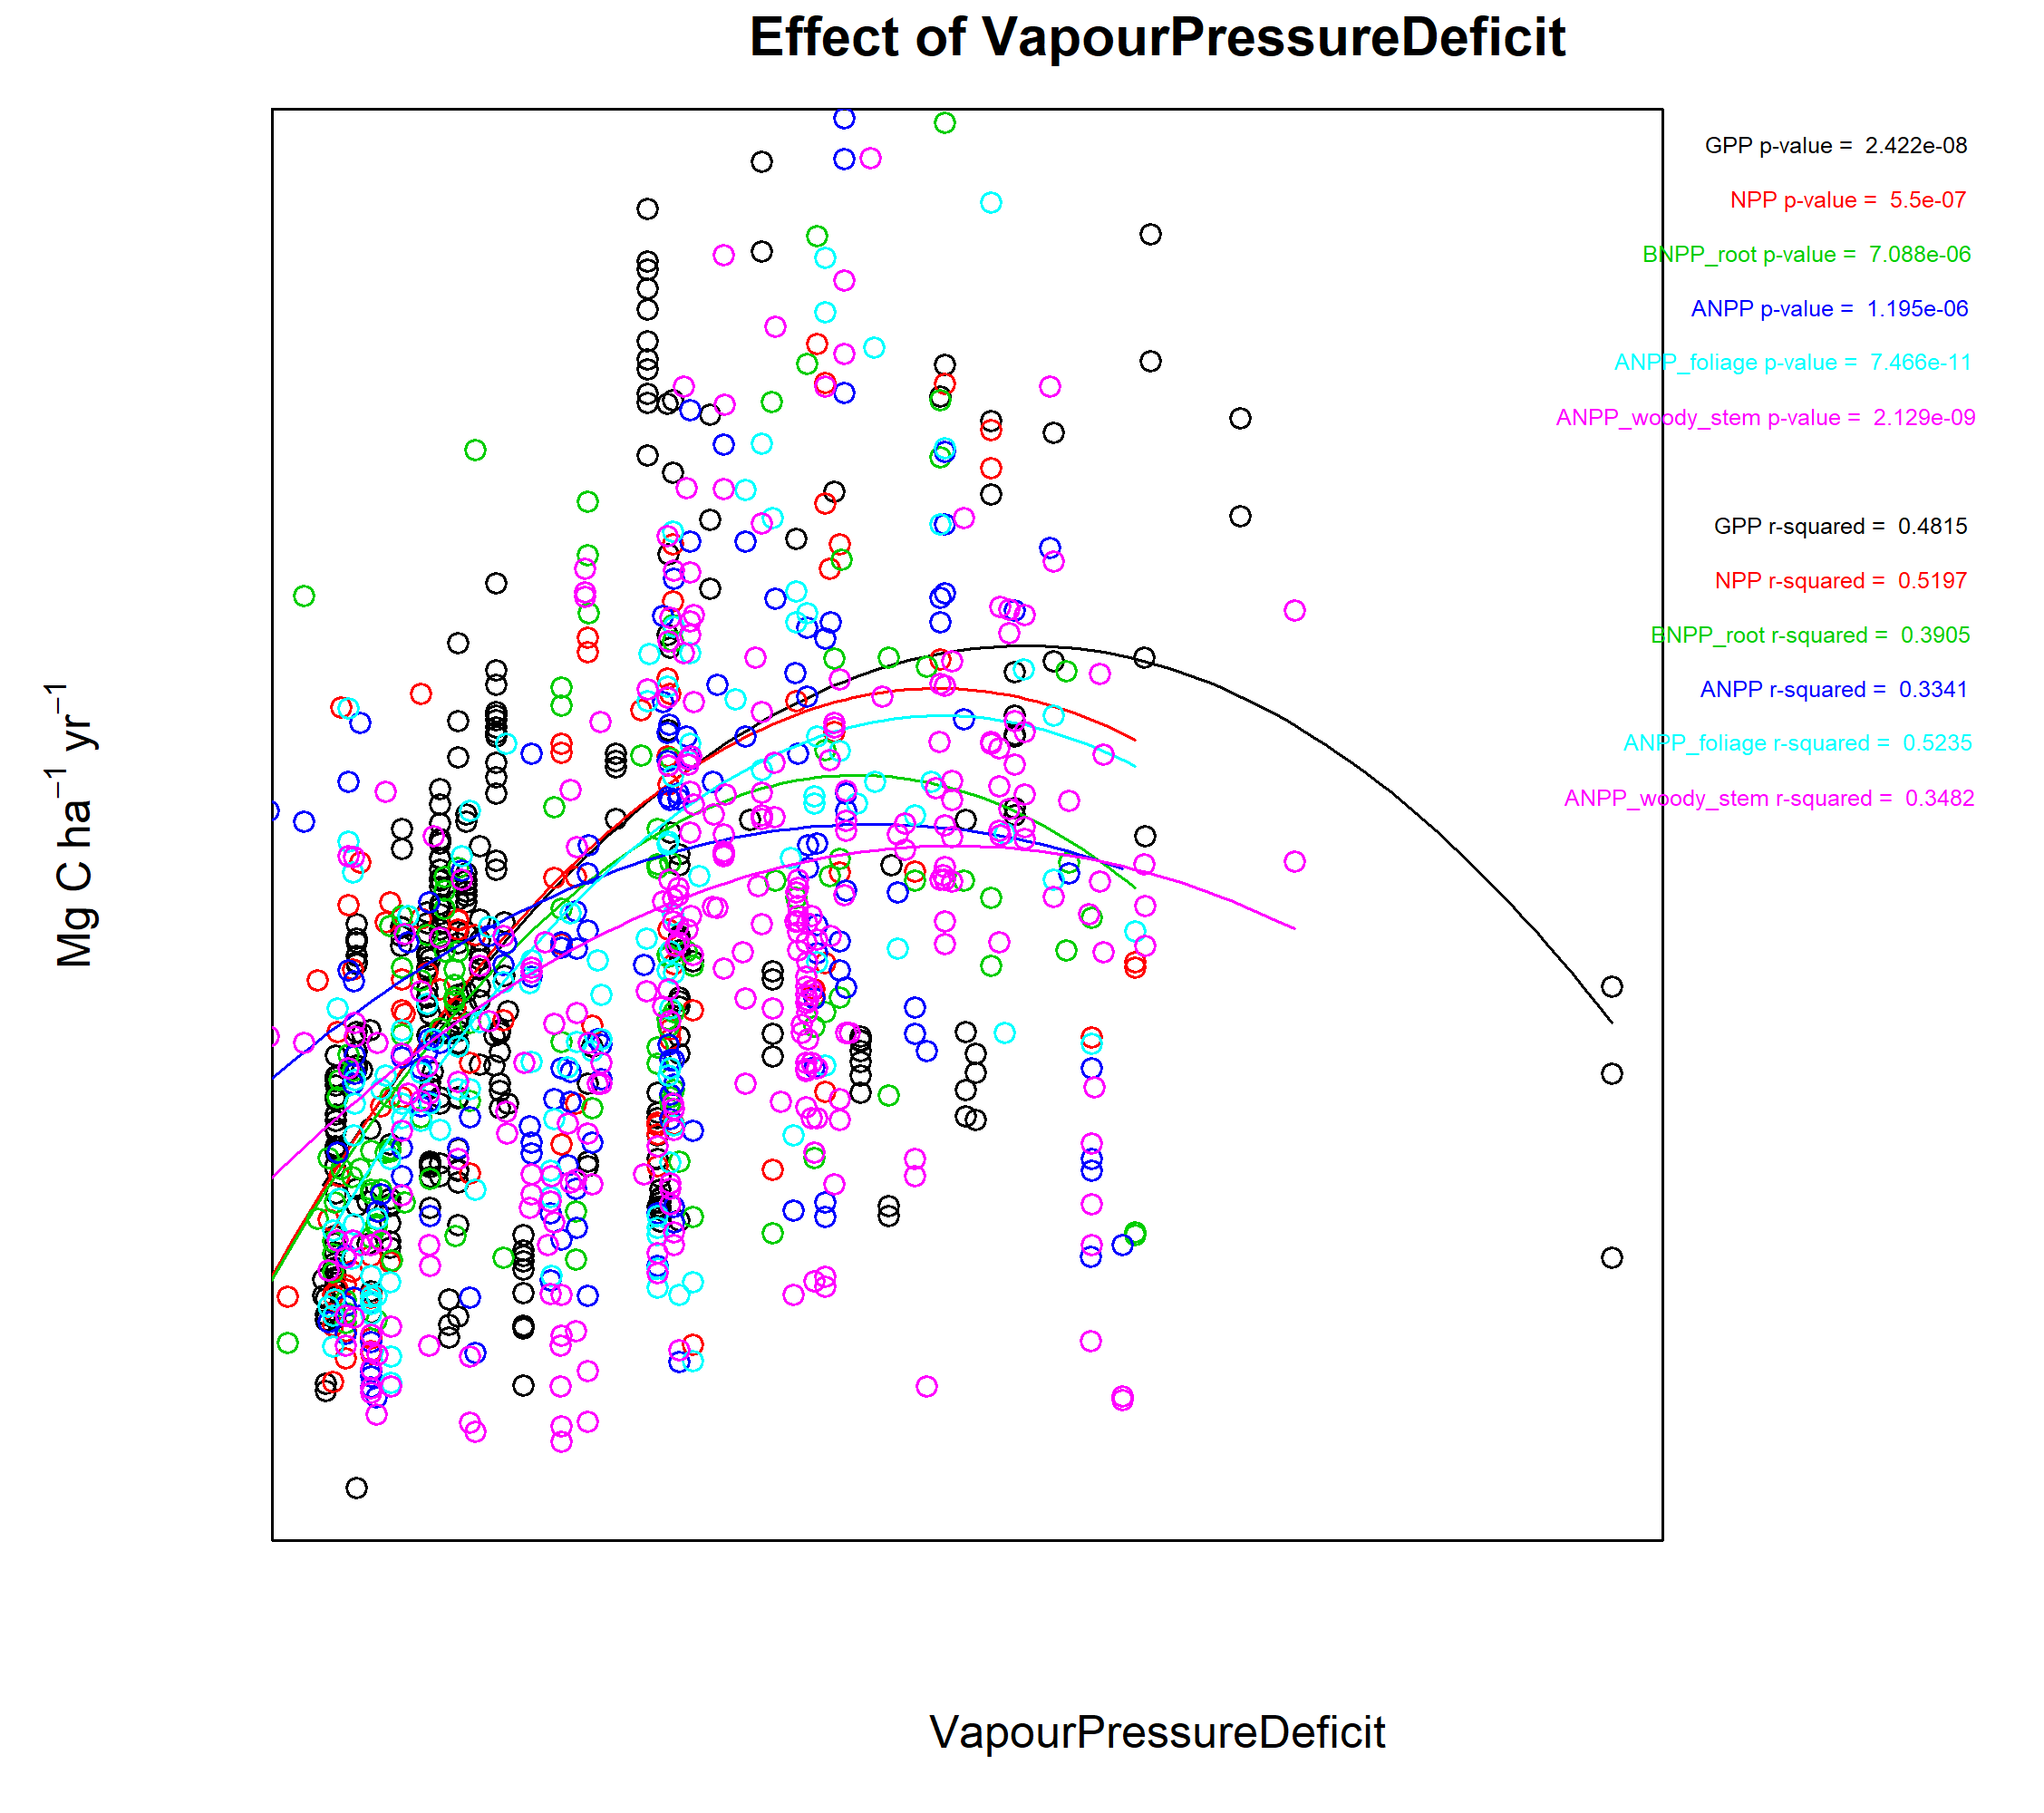 Effect of VapourPressureDeficit
GPP p-value = 2.422e-08
NPP p-value = 5.5e-07
BNPP_root p-value = 7.088e-06
ANPP p-value = 1.195e-06
ANPP_foliage p-value = 7.466e-11
ANPP_woody_stem p-value = 2.129e-09
GPP r-squared = 0.4815
NPP r-squared = 0.5197
BNPP_root r-squared = 0.3905
ANPP r-squared = 0.3341
ANPP_foliage r-squared = 0.5235
ANPP_woody_stem r-squared = 0.3482
Mg C ha⁻¹ yr⁻¹
VapourPressureDeficit